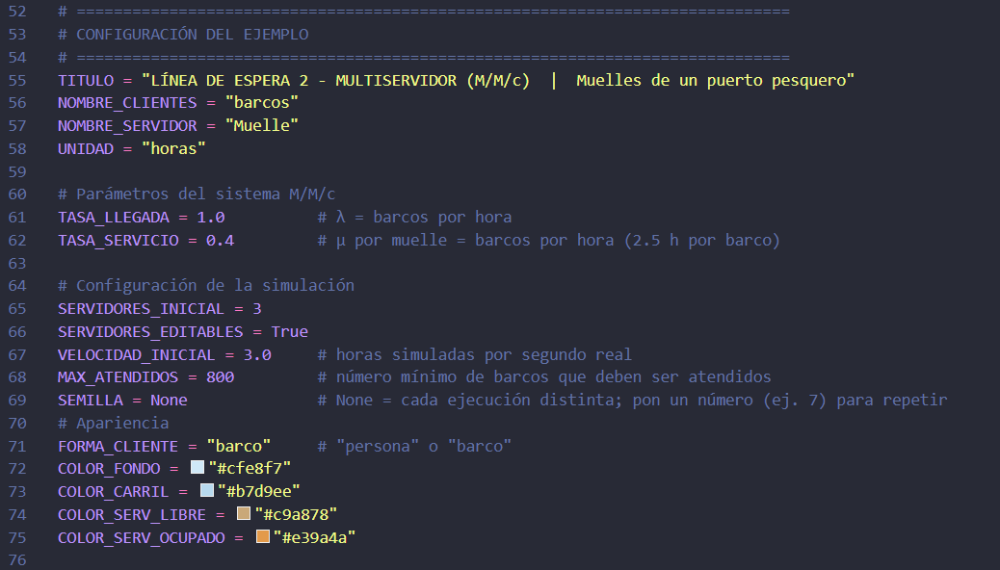 52 # =============================================================================
53 # CONFIGURACIÓN DEL EJEMPLO
54 # =============================================================================
55 TITULO = "LÍNEA DE ESPERA 2 - MULTISERVIDOR (M/M/c)  |  Muelles de un puerto pesquero"
56 NOMBRE_CLIENTES = "barcos"
57 NOMBRE_SERVIDOR = "Muelle"
58 UNIDAD = "horas"
59
60 # Parámetros del sistema M/M/c
61 TASA_LLEGADA = 1.0         # λ = barcos por hora
62 TASA_SERVICIO = 0.4         # μ por muelle = barcos por hora (2.5 h por barco)
63
64 # Configuración de la simulación
65 SERVIDORES_INICIAL = 3
66 SERVIDORES_EDITABLES = True
67 VELOCIDAD_INICIAL = 3.0     # horas simuladas por segundo real
68 MAX_ATENDIDOS = 800         # número mínimo de barcos que deben ser atendidos
69 SEMILLA = None              # None = cada ejecución distinta; pon un número (ej. 7) para repetir
70 # Apariencia
71 FORMA_CLIENTE = "barco"     # "persona" o "barco"
72 COLOR_FONDO = "#cfe8f7"
73 COLOR_CARRIL = "#b7d9ee"
74 COLOR_SERV_LIBRE = "#c9a878"
75 COLOR_SERV_OCUPADO = "#e39a4a"
76